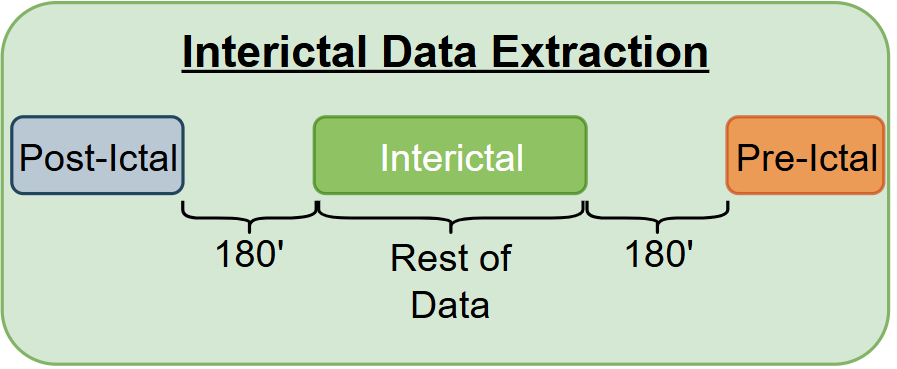 Interictal Data Extraction
Post-Ictal
Interictal
Pre-Ictal
180'
Rest of
Data
180'